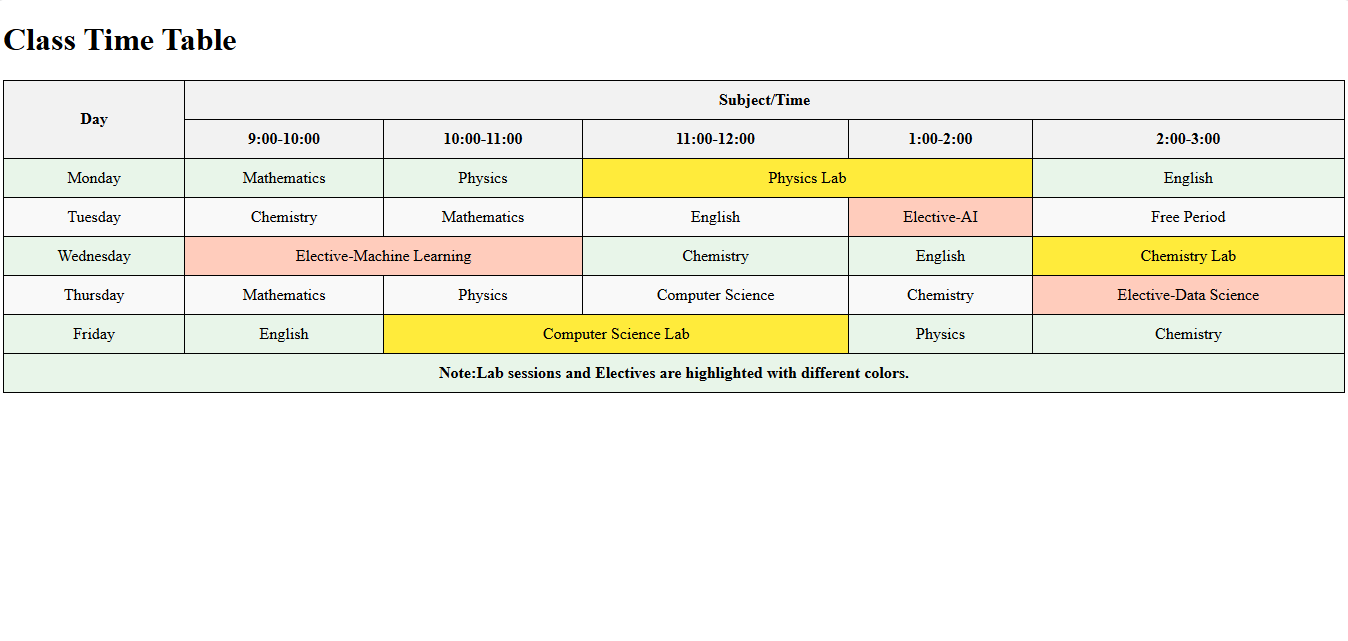 Class Time Table
Day Subject/Time
9:00-10:00 10:00-11:00 11:00-12:00 1:00-2:00 2:00-3:00
Monday Mathematics Physics Physics Lab English
Tuesday Chemistry Mathematics English Elective-AI Free Period
Wednesday Elective-Machine Learning Chemistry English Chemistry Lab
Thursday Mathematics Physics Computer Science Chemistry Elective-Data Science
Friday English Computer Science Lab Physics Chemistry
Note:Lab sessions and Electives are highlighted with different colors.